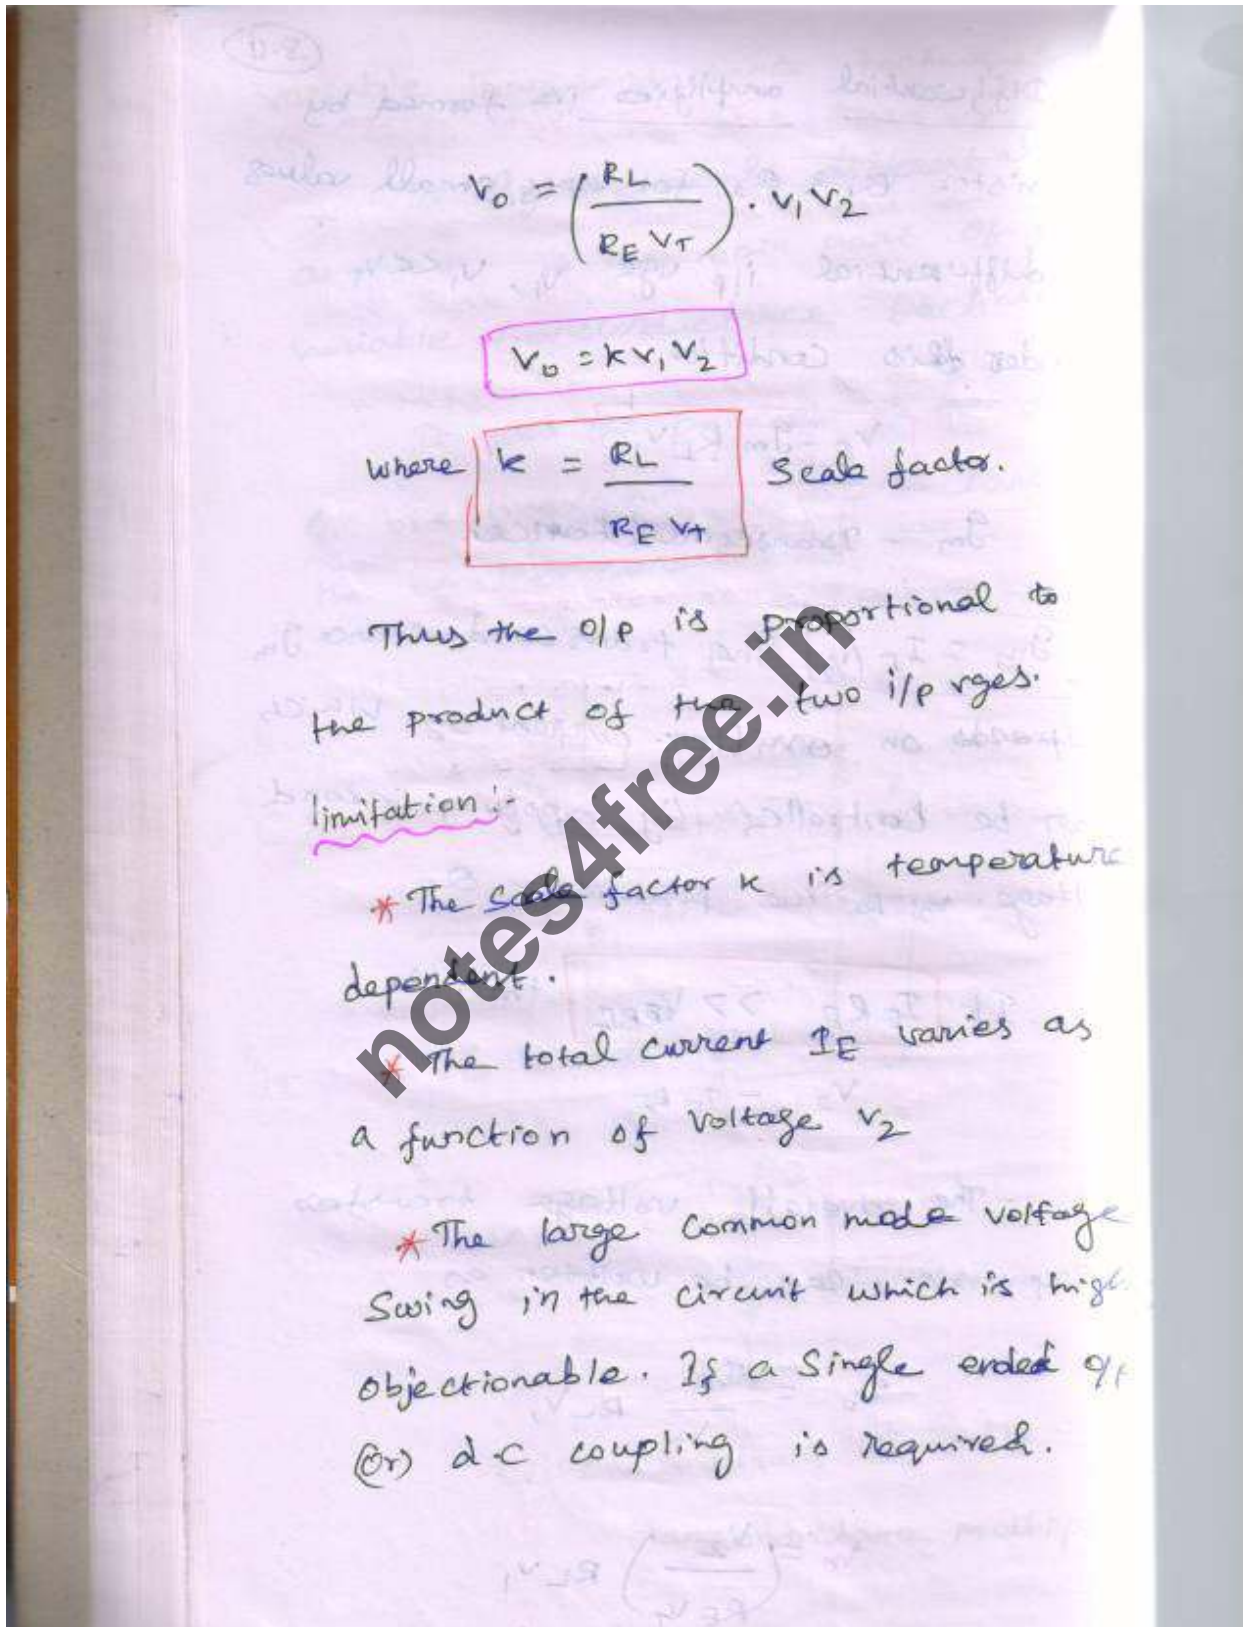 V₀ = (RL / RE VT) . V₁ V₂
V₀ = k V₁ V₂
where k = RL / RE VT Scale factor.
Thus the o/p is proportional to
the product of the two i/p vges.
limitation :-
* The scale factor k is temperature
dependent.
* The total current IE varies as
a function of voltage V₂
* The large common mode voltage
Swing in the circuit which is
objectionable. If a Single ended o/p
(or) d.c coupling is required.
notes4free.in